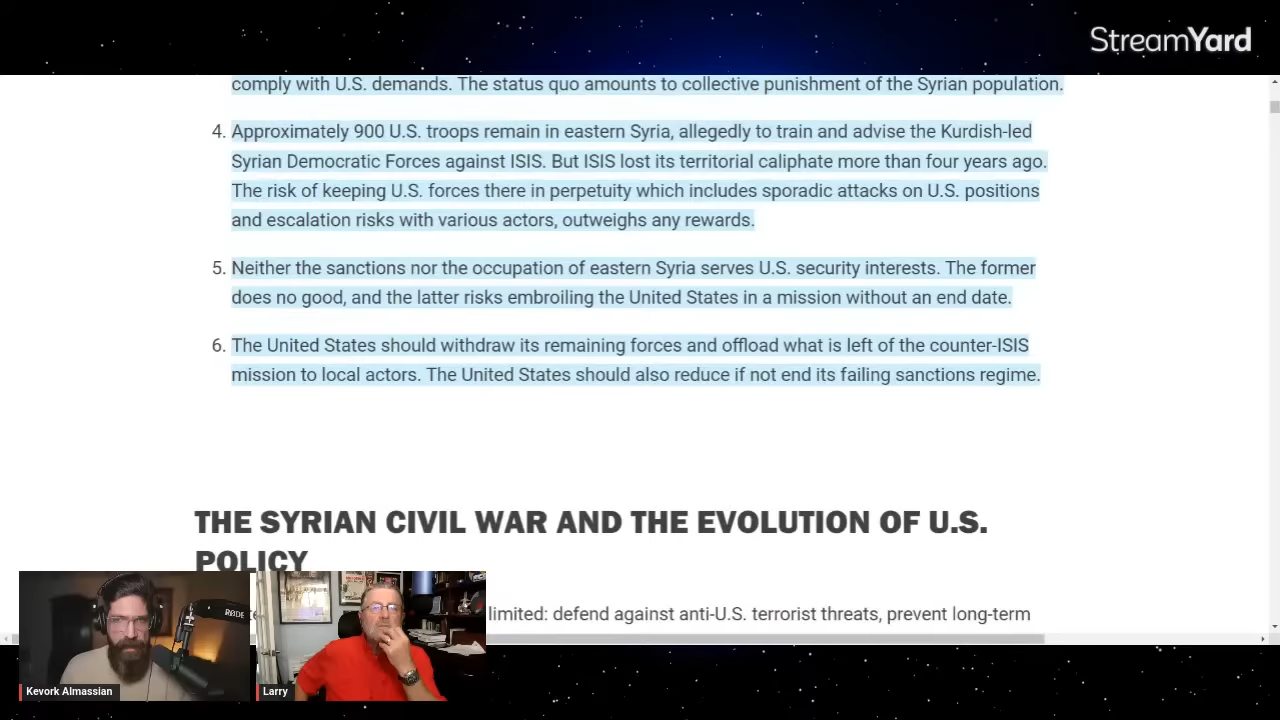 StreamYard
comply with U.S. demands. The status quo amounts to collective punishment of the Syrian population.
4. Approximately 900 U.S. troops remain in eastern Syria, allegedly to train and advise the Kurdish-led
Syrian Democratic Forces against ISIS. But ISIS lost its territorial caliphate more than four years ago.
The risk of keeping U.S. forces there in perpetuity which includes sporadic attacks on U.S. positions
and escalation risks with various actors, outweighs any rewards.
5. Neither the sanctions nor the occupation of eastern Syria serves U.S. security interests. The former
does no good, and the latter risks embroiling the United States in a mission without an end date.
6. The United States should withdraw its remaining forces and offload what is left of the counter-ISIS
mission to local actors. The United States should also reduce if not end its failing sanctions regime.
THE SYRIAN CIVIL WAR AND THE EVOLUTION OF U.S.
POLICY
limited: defend against anti-U.S. terrorist threats, prevent long-term
RØDE
Kevork Almassian
Larry